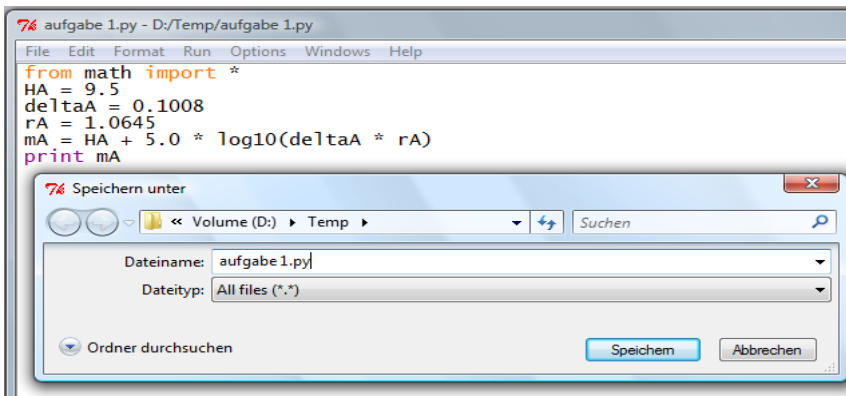 aufgabe 1.py - D:/Temp/aufgabe 1.py
File Edit Format Run Options Windows Help
from math import *
HA = 9.5
deltaA = 0.1008
rA = 1.0645
mA = HA + 5.0 * log10(deltaA * rA)
print mA
Speichern unter
« Volume (D:) Temp
Suchen
Dateiname: aufgabe 1.py
Dateityp: All files (*.*)
Ordner durchsuchen
Speichern
Abbrechen